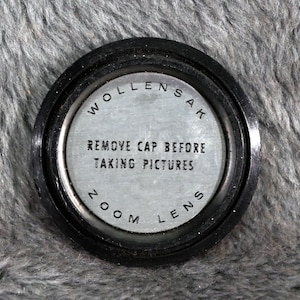 WOLLENSAK
REMOVE CAP BEFORE
TAKING PICTURES
ZOOM LENS